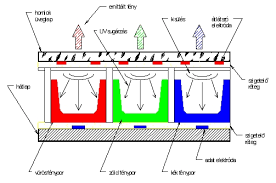 emittált fény
homlok
üveglap
UV sugárzás
kisülés
átlátszó
elektróda
szigetelő
réteg
hátlap
szigetelő
réteg
adat elektróda
vörös fénypor
zöld fénypor
kék fénypor